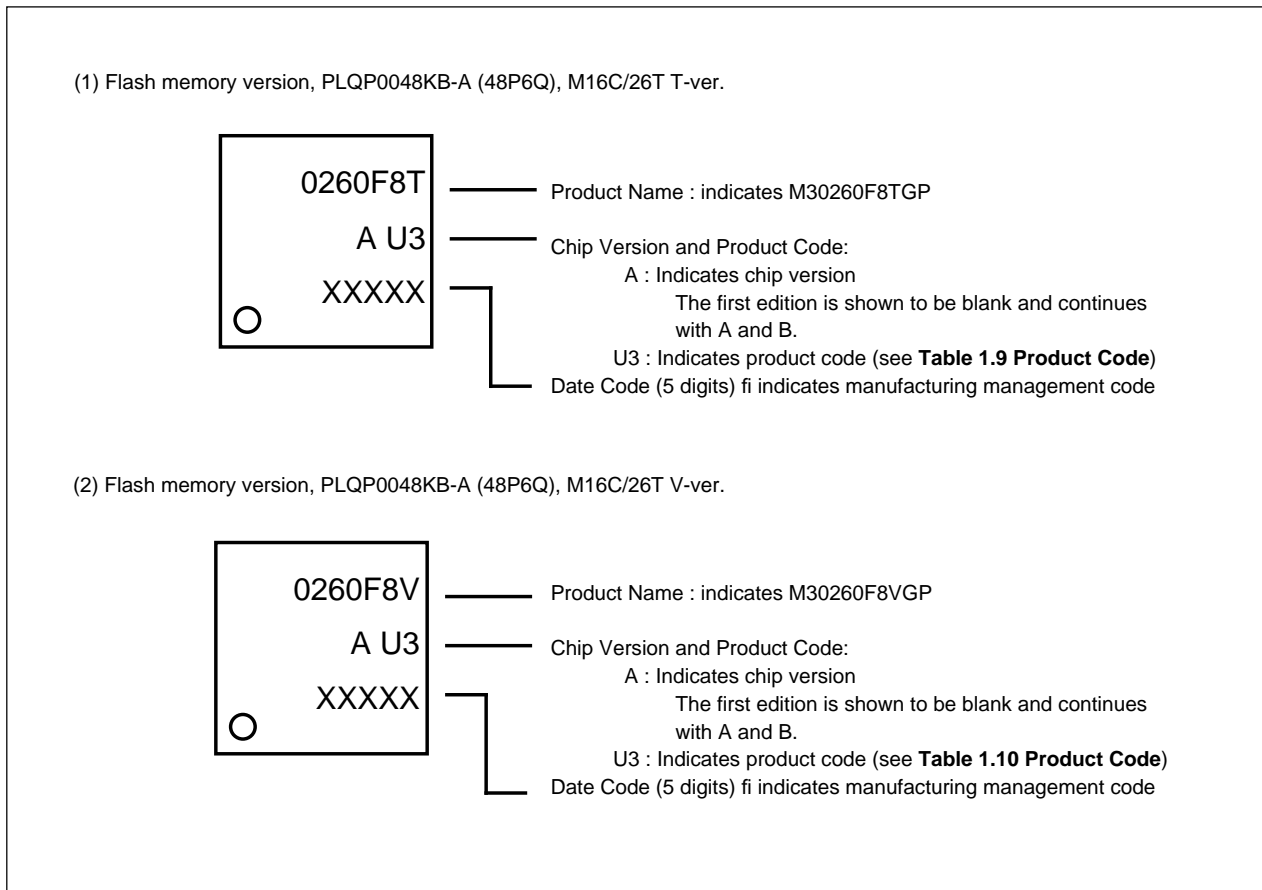 (1) Flash memory version, PLQP0048KB-A (48P6Q), M16C/26T T-ver.
0260F8T
Product Name : indicates M30260F8TGP
A U3
Chip Version and Product Code:
A : Indicates chip version
The first edition is shown to be blank and continues
with A and B.
XXXXX
U3 : Indicates product code (see Table 1.9 Product Code)
Date Code (5 digits) fi indicates manufacturing management code
(2) Flash memory version, PLQP0048KB-A (48P6Q), M16C/26T V-ver.
0260F8V
Product Name : indicates M30260F8VGP
A U3
Chip Version and Product Code:
A : Indicates chip version
The first edition is shown to be blank and continues
with A and B.
XXXXX
U3 : Indicates product code (see Table 1.10 Product Code)
Date Code (5 digits) fi indicates manufacturing management code